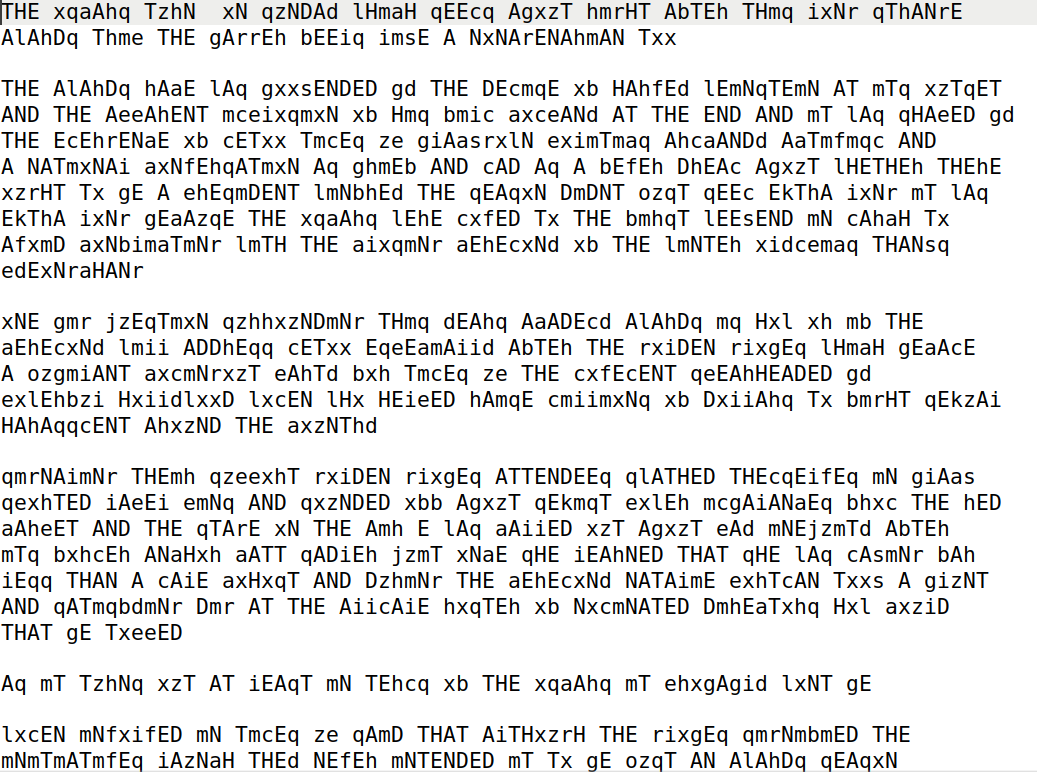 THE xqaAhq TzhN  xN qzNDAd lHmaH qEEcq AgxzT hmrHT AbTEh THmq ixNr qThANrE
AlAhDq Thme THE gArrEh bEEiq imsE A NxNArENAhmAN Txx
THE AlAhDq hAaE lAq gxxsENDED gd THE DEcmqE xb HAhfEd lEmNqTEmN AT mTq xzTqET
AND THE AeeAhENT mceixqmxN xb Hmq bmic axceANd AT THE END AND mT lAq qHAeED gd
THE EcEhrENaE xb cETxx TmcEq ze giAasrxlN eximTmaq AhcaANDd AaTmfmqc AND
A NATmxNAi axNfEhqATmxN Aq ghmEb AND cAD Aq A bEfEh DhEAc AgxzT lHETHEh THEhE
xzrHT Tx gE A ehEqmDENT lmNbhEd THE qEAqxN DmDNT ozqT qEEc EkThA ixNr mT lAq
EkThA ixNr gEaAzqE THE xqaAhq lEhE cxfED Tx THE bmhqT lEEsEND mN cAhaH Tx
AfxmD axNbimaTmNr lmTH THE aixqmNr aEhEcxNd xb THE lmNTEh xidcemaq THANsq
edExNraHANr
xNE gmr jzEqTmxN qzhhxzNDmNr THmq dEAhq AaADEcd AlAhDq mq Hxl xh mb THE
aEhEcxNd lmii ADDhEqq cETxx EqeEamAiid AbTEh THE rxiDEN rixgEq lHmaH gEaAcE
A ozgmiANT axcmNrxzT eAhTd bxh TmcEq ze THE cxfEcENT qeEAhHEADED gd
exlEhbzi HxiidlxxD lxcEN lHx HEieED hAmqE cmiimxNq xb DxiiAhq Tx bmrHT qEkzAi
HAhAqqcENT AhxzND THE axzNThd
qmrNAimNr THEmh qzeexhT rxiDEN rixgEq ATTENDEEq qlATHED THEcqEifEq mN giAas
qexhTED iAeEi emNq AND qxzNDED xbb AgxzT qEkmqT exlEh mcgAiANaEq bhxc THE hED
aAheET AND THE qTArE xN THE Amh E lAq aAiiED xzT AgxzT eAd mNEjzmTd AbTEh
mTq bxhcEh ANaHxh aATT qADiEh jzmT xNaE qHE iEAhNED THAT qHE lAq cAsmNr bAh
iEqq THAN A cAiE axHxqT AND DzhmNr THE aEhEcxNd NATAimE exhTcAN Txxs A gizNT
AND qATmqbdmNr Dmr AT THE AiicAiE hxqTEh xb NxcmNATED DmhEaTxhq Hxl axziD
THAT gE TxeeED
Aq mT TzhNq xzT AT iEAqT mN TEhcq xb THE xqaAhq mT ehxgAgid lxNT gE
lxcEN mNfxifED mN TmcEq ze qAmD THAT AiTHxzrH THE rixgEq qmrNmbmED THE
mNmTmATmfEq iAzNaH THEd NEfEh mNTENDED mT Tx gE ozqT AN AlAhDq qEAqxN